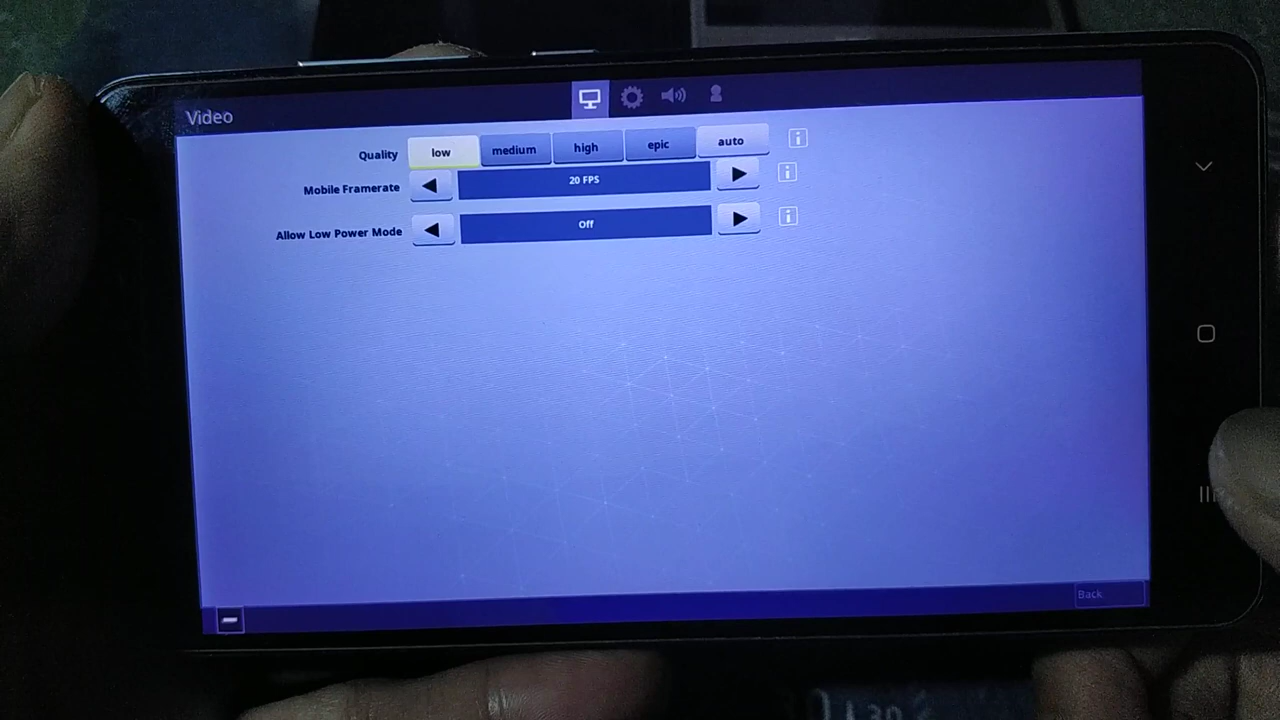 Video
Quality low medium high epic auto
Mobile Framerate 20 FPS
Allow Low Power Mode Off
Back